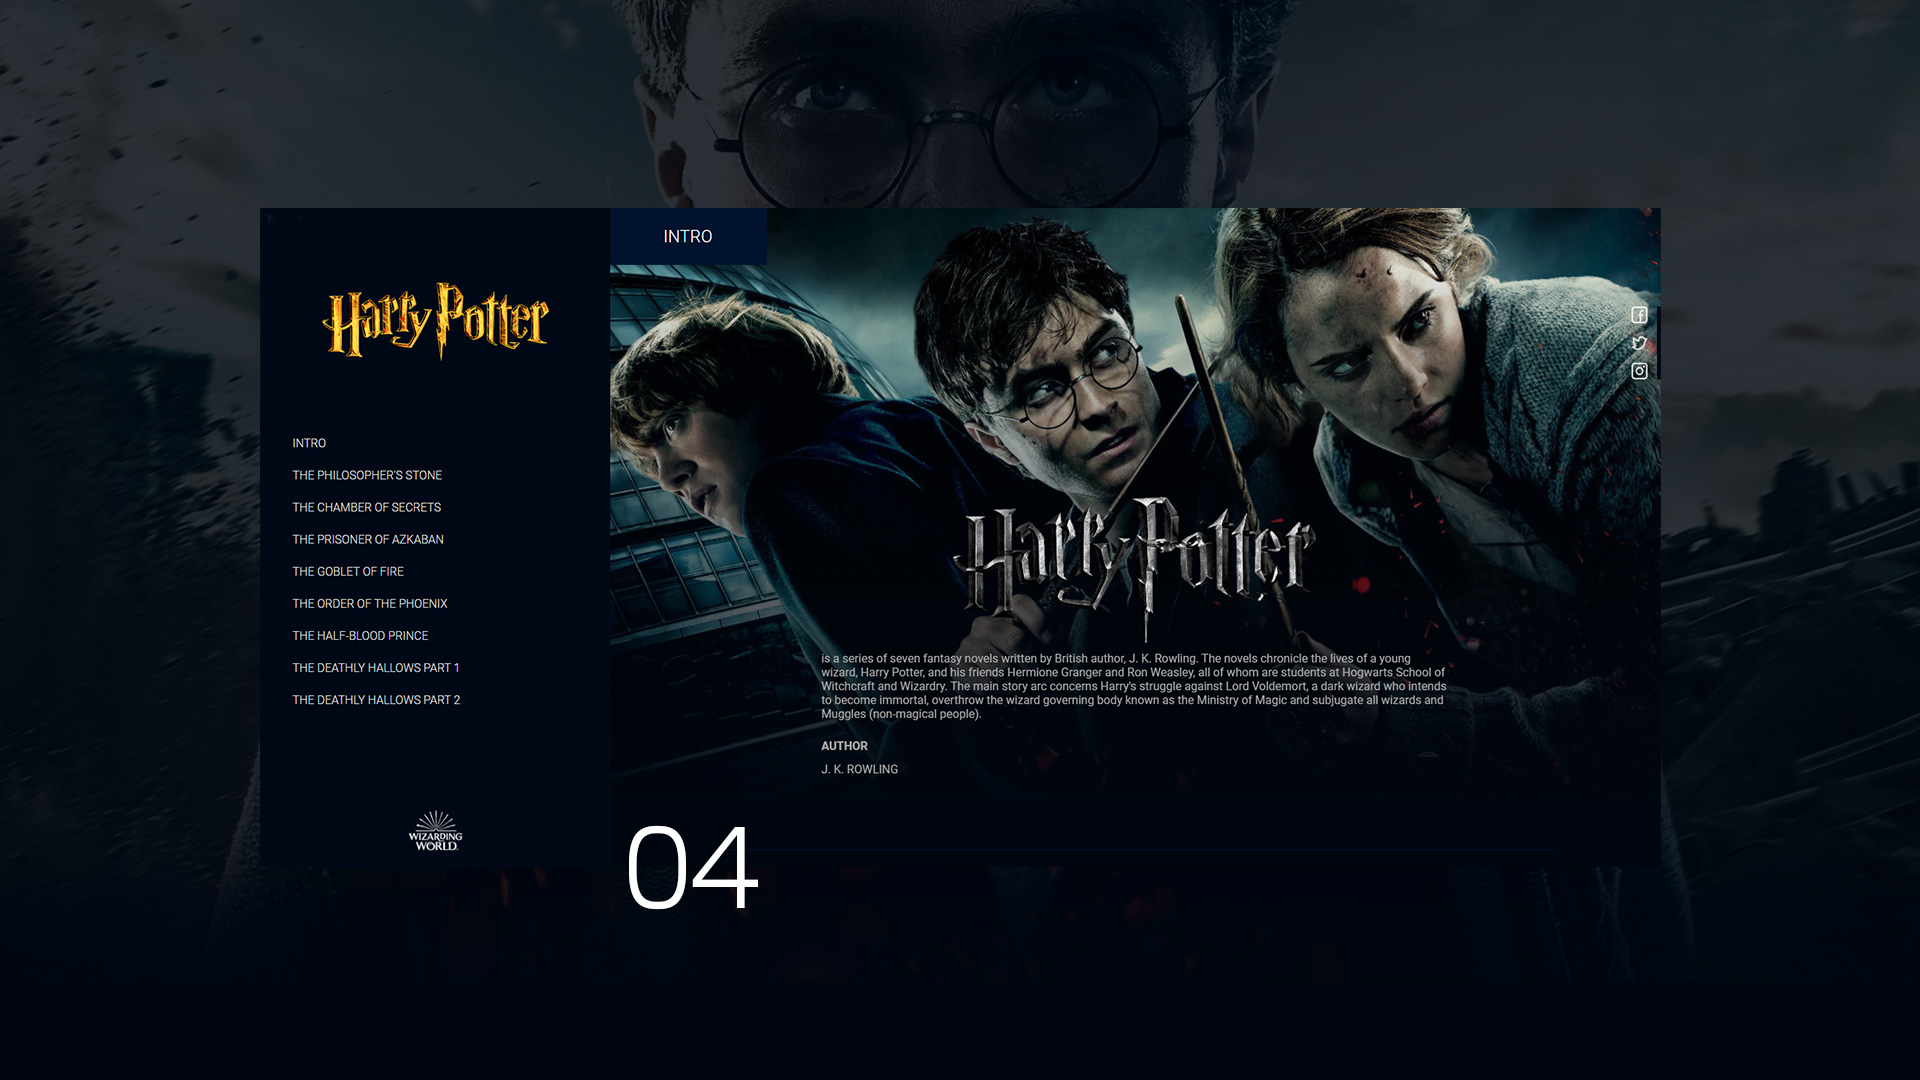 INTRO
Harry Potter
INTRO
THE PHILOSOPHER'S STONE
THE CHAMBER OF SECRETS
THE PRISONER OF AZKABAN
THE GOBLET OF FIRE
THE ORDER OF THE PHOENIX
THE HALF-BLOOD PRINCE
THE DEATHLY HALLOWS PART 1
THE DEATHLY HALLOWS PART 2
WIZARDING
WORLD
Harry Potter
is a series of seven fantasy novels written by British author, J. K. Rowling. The novels chronicle the lives of a young
wizard, Harry Potter, and his friends Hermione Granger and Ron Weasley, all of whom are students at Hogwarts School of
Witchcraft and Wizardry. The main story arc concerns Harry's struggle against Lord Voldemort, a dark wizard who intends
to become immortal, overthrow the wizard governing body known as the Ministry of Magic and subjugate all wizards and
Muggles (non-magical people).
AUTHOR
J. K. ROWLING
04